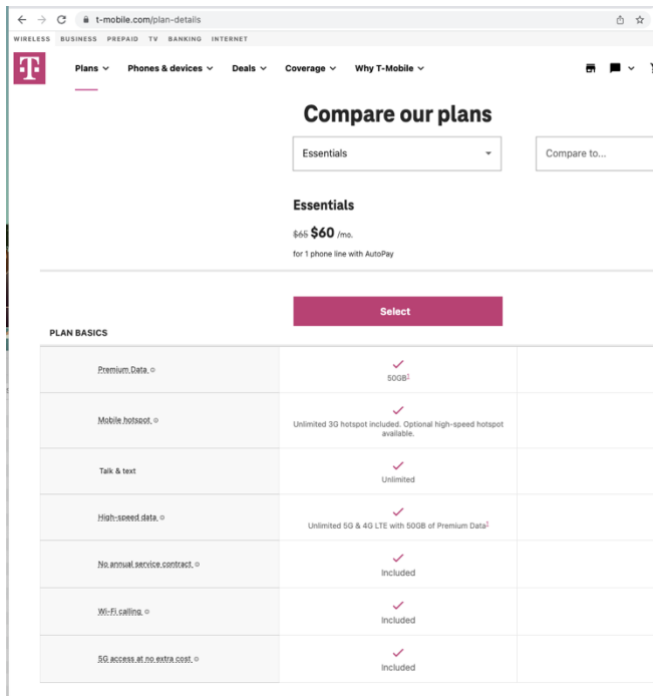 t-mobile.com/plan-details
WIRELESS BUSINESS PREPAID TV BANKING INTERNET
T Plans Phones & devices Deals Coverage Why T-Mobile
Compare our plans
Essentials Compare to...
Essentials
$65 $60 /mo.
for 1 phone line with AutoPay
Select
PLAN BASICS
Premium Data
50GB
Mobile hotspot
Unlimited 3G hotspot included. Optional high-speed hotspot
available.
Talk & text
Unlimited
High-speed data
Unlimited 5G & 4G LTE with 50GB of Premium Data
No annual service contract
Included
Wi-Fi calling
Included
5G access at no extra cost
Included